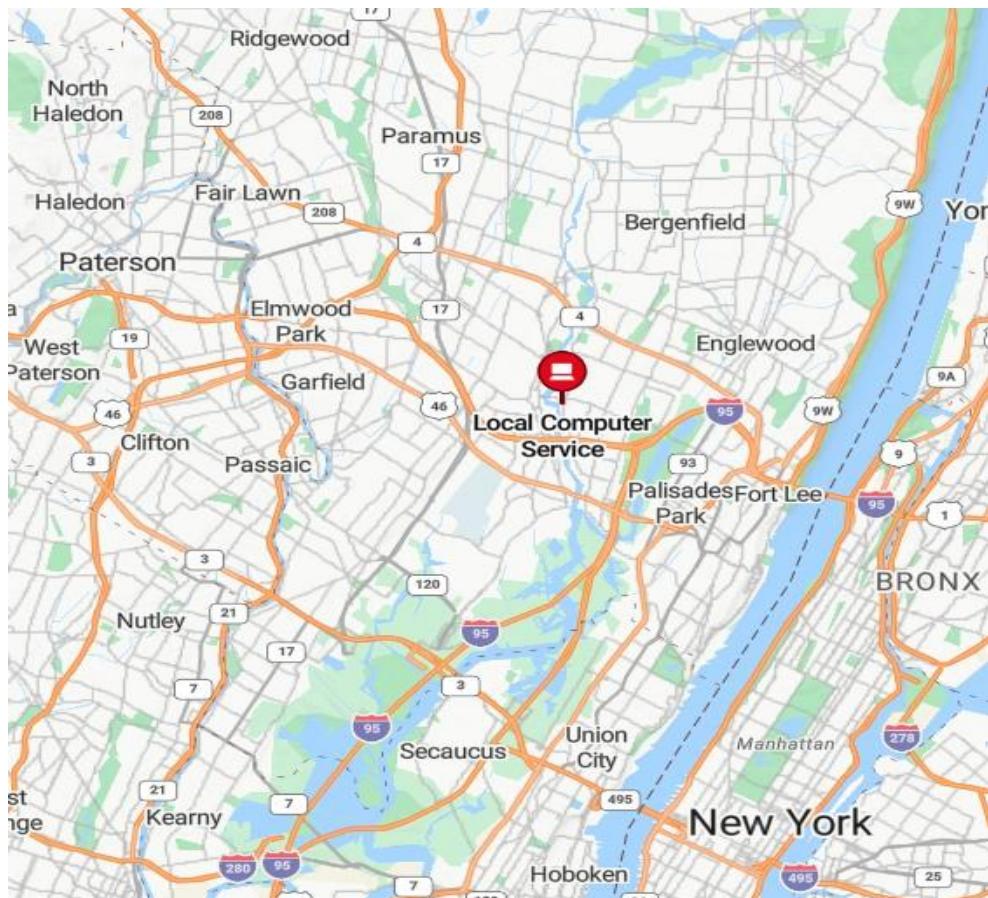 Ridgewood
17
North
Haledon
208
Paramus
17
Haledon
Fair Lawn
208
9W
Yor
Bergenfield
4
Paterson
a
Elmwood
Park
17
4
19
West
Paterson
Englewood
Garfield
9A
46
46
95
9W
Local Computer
Service
Clifton
3
Passaic
93
9
Palisades
Park
Fort Lee
95
1
3
120
BRONX
Nutley
21
95
17
3
7
95
Secaucus
Union
City
Manhattan
278
21
Kearny
7
495
New York
st
nge
280
95
Hoboken
7
495
25